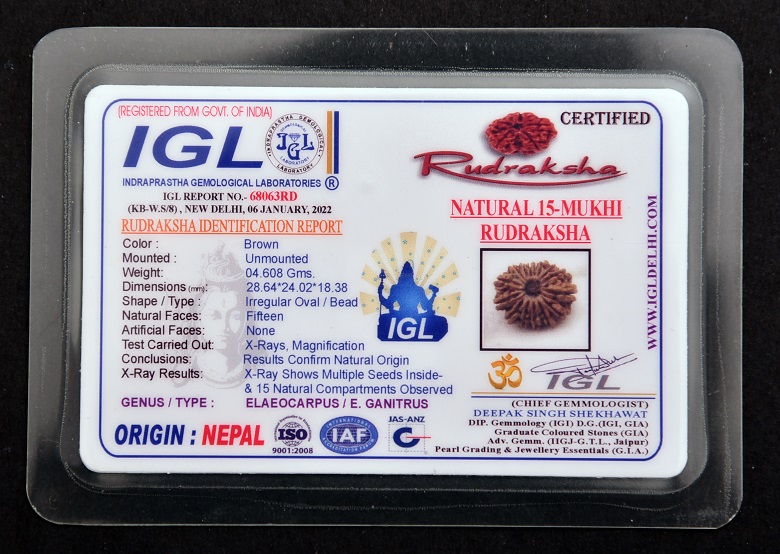 (REGISTERED FROM GOVT. OF INDIA)
IGL
INDRAPRASTHA GEMOLOGICAL LABORATORY
IGL
LABORATORY
INDRAPRASTHA GEMOLOGICAL LABORATORIES ®
IGL REPORT NO.- 68063RD
(KB-W.S/8) , NEW DELHI, 06 JANUARY, 2022
RUDRAKSHA IDENTIFICATION REPORT
Color : Brown
Mounted : Unmounted
Weight: 04.608 Gms.
Dimensions (mm): 28.64*24.02*18.38
Shape / Type : Irregular Oval / Bead
Natural Faces: Fifteen
Artificial Faces: None
Test Carried Out: X-Rays, Magnification
Conclusions: Results Confirm Natural Origin
X-Ray Results: X-Ray Shows Multiple Seeds Inside-
& 15 Natural Compartments Observed
GENUS / TYPE : ELAEOCARPUS / E. GANITRUS
ORIGIN : NEPAL
ISO
9001:2008
INTERNATIONAL
IAF
JAS-ANZ
IGL
CERTIFIED
Rudraksha
NATURAL 15-MUKHI
RUDRAKSHA
WWW.IGLDELHI.COM
ॐ
IGL
(CHIEF GEMMOLOGIST)
DEEPAK SINGH SHEKHAWAT
DIP. Gemmology (IGI) D.G.(IGI, GIA)
Graduate Coloured Stones (GIA)
Adv. Gemm. (IIGJ-G.T.L., Jaipur)
Pearl Grading & Jewellery Essentials (G.I.A.)